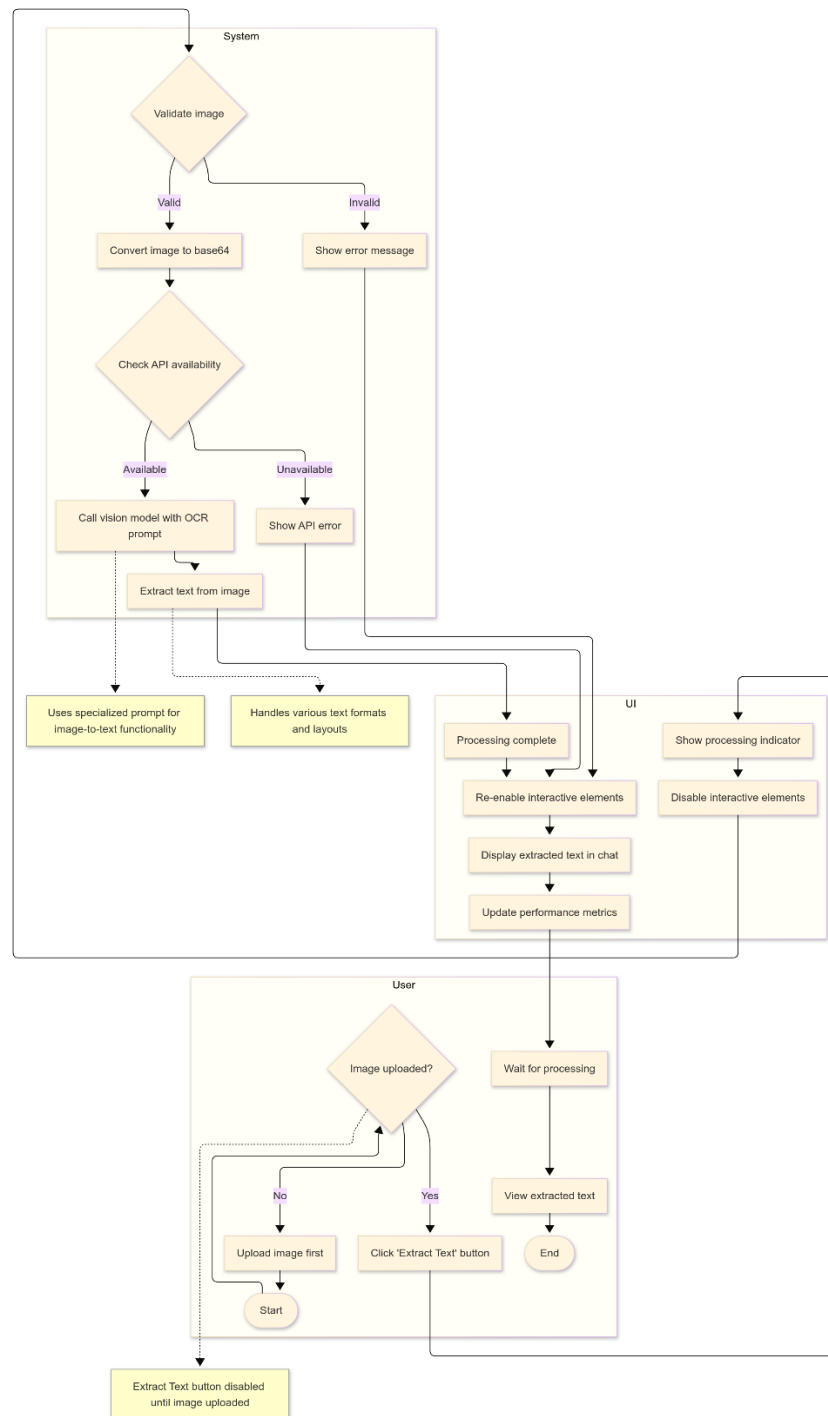 System
Validate image
Valid
Invalid
Convert image to base64
Show error message
Check API availability
Available
Unavailable
Call vision model with OCR
prompt
Show API error
Extract text from image
Uses specialized prompt for
image-to-text functionality
Handles various text formats
and layouts
UI
Processing complete
Show processing indicator
Re-enable interactive elements
Disable interactive elements
Display extracted text in chat
Update performance metrics
User
Image uploaded?
Wait for processing
No
Yes
View extracted text
Upload image first
Click 'Extract Text' button
End
Start
Extract Text button disabled
until image uploaded